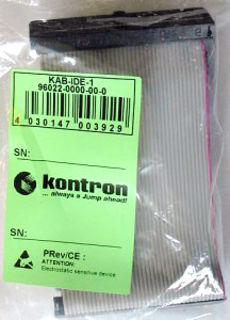 KAB-IDE-1
96022-0000-00-0
4 030147 003929
SN:
kontron
... always a Jump ahead!
SN:
PRev/CE :
ATTENTION:
Electrostatic sensitive device